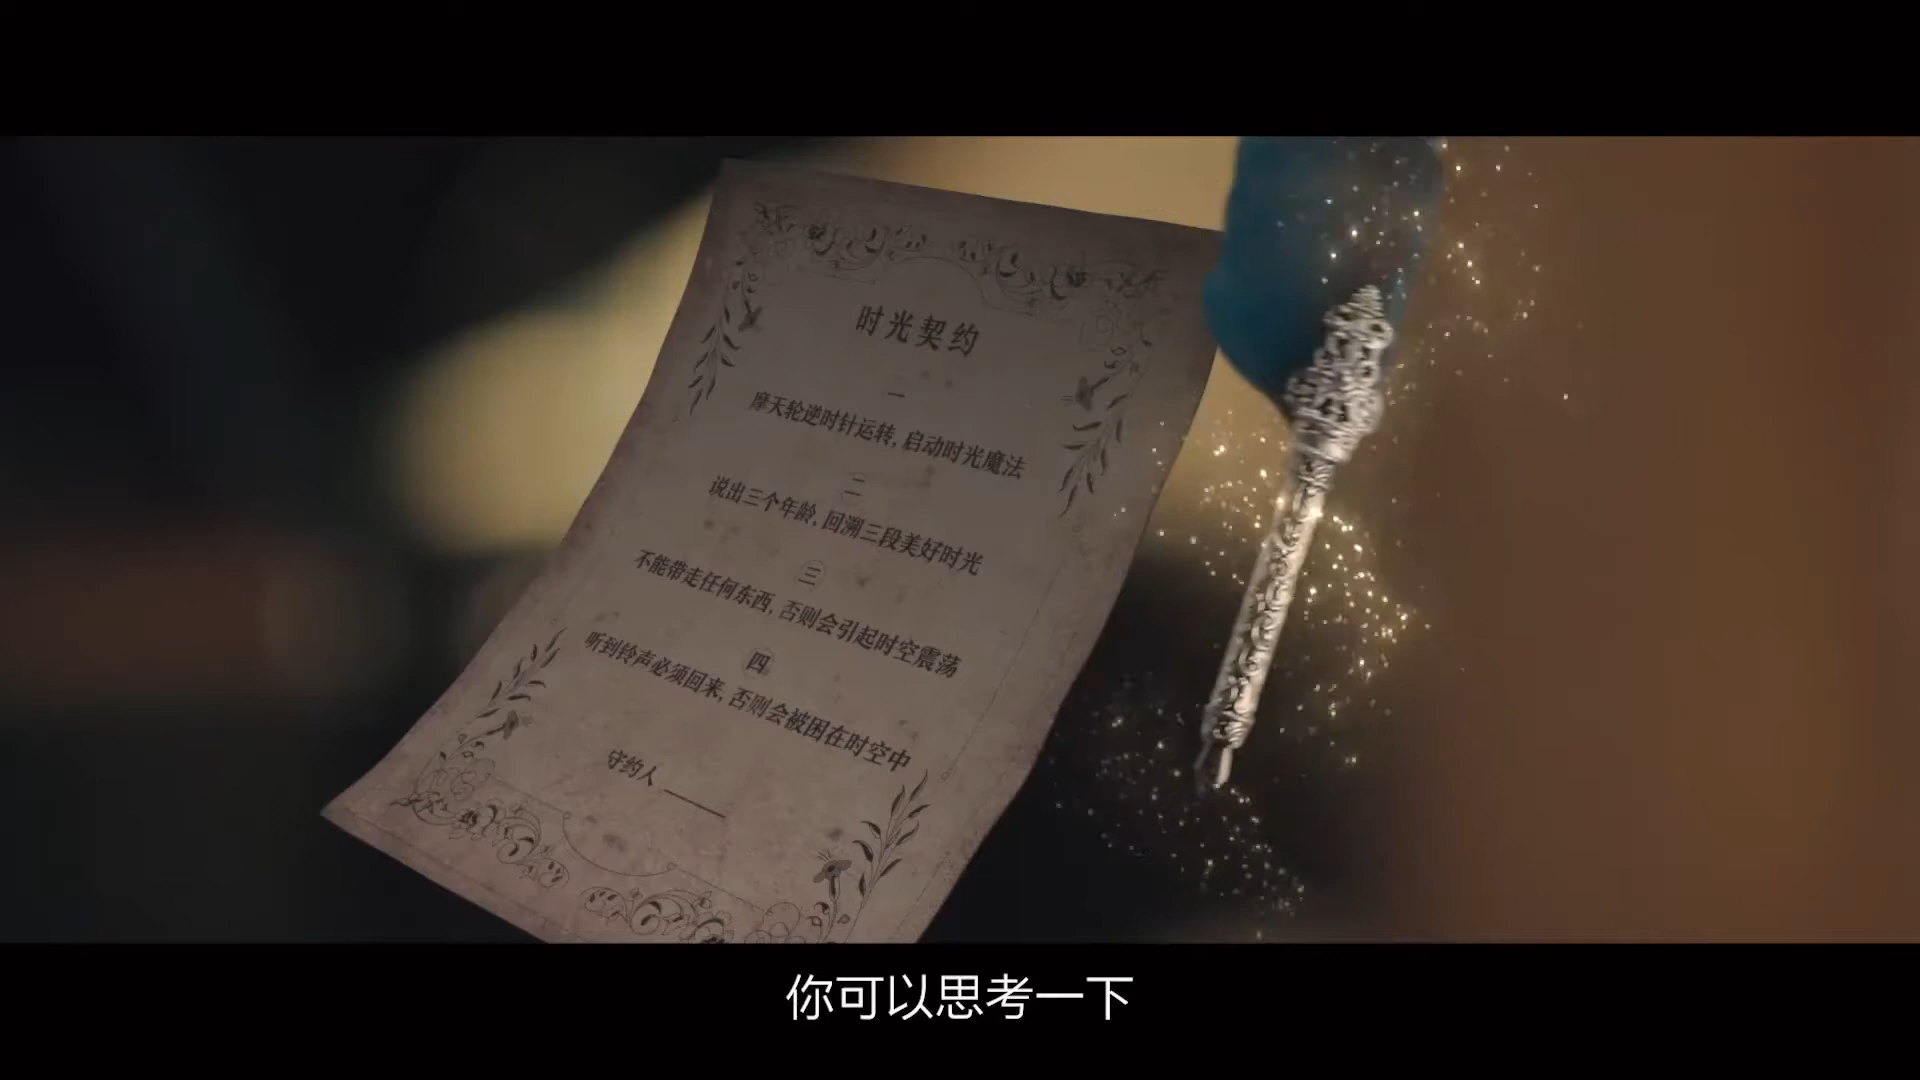 时光契约
一
摩天轮逆时针运转,启动时光魔法
二
说出三个年龄,回溯三段美好时光
三
不能带走任何东西,否则会引起时空震荡
四
听到铃声必须回来,否则会被困在时空中
守约人
你可以思考一下